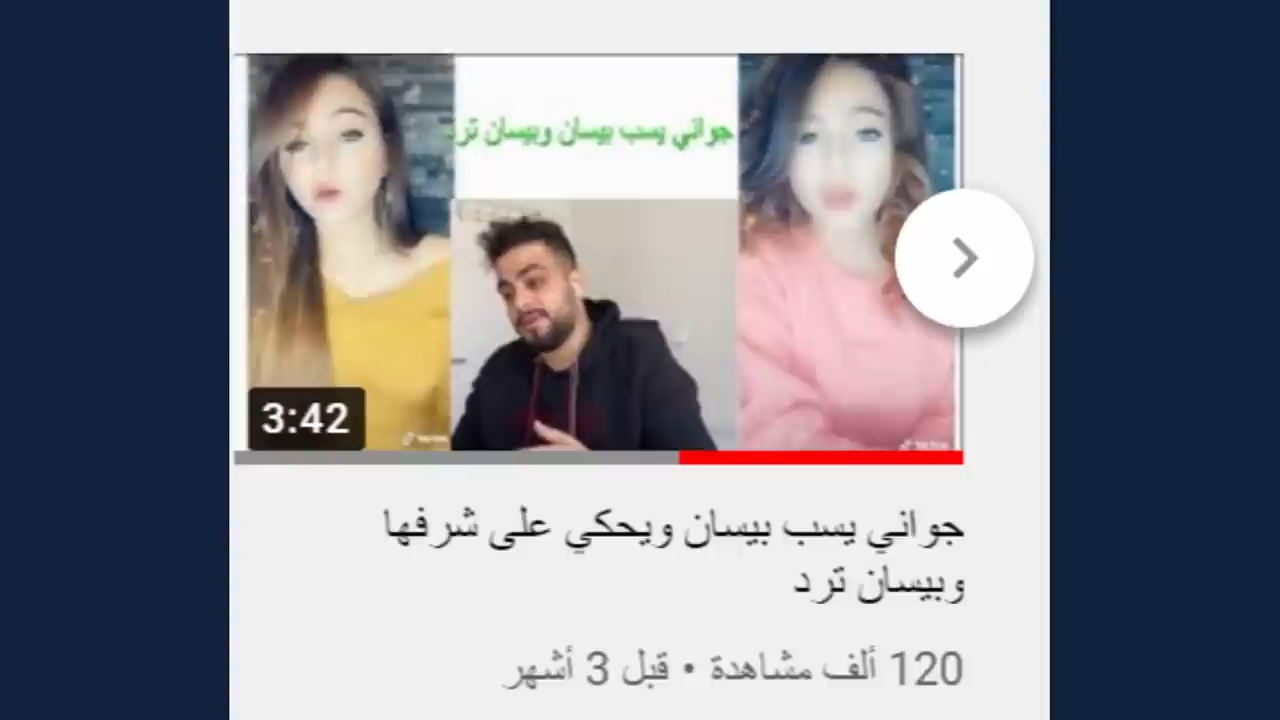 جواني يسب بيسان وبيسان تر
3:42
جواني يسب بيسان ويحكي على شرفها
وبيسان ترد
120 ألف مشاهدة • قبل 3 أشهر